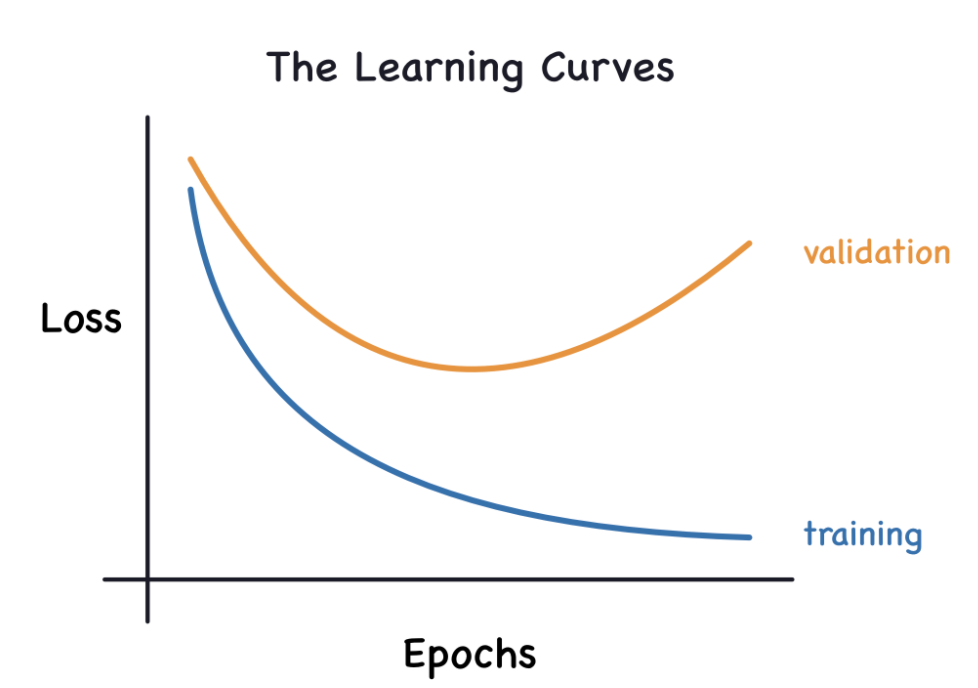 The Learning Curves
validation
Loss
training
Epochs